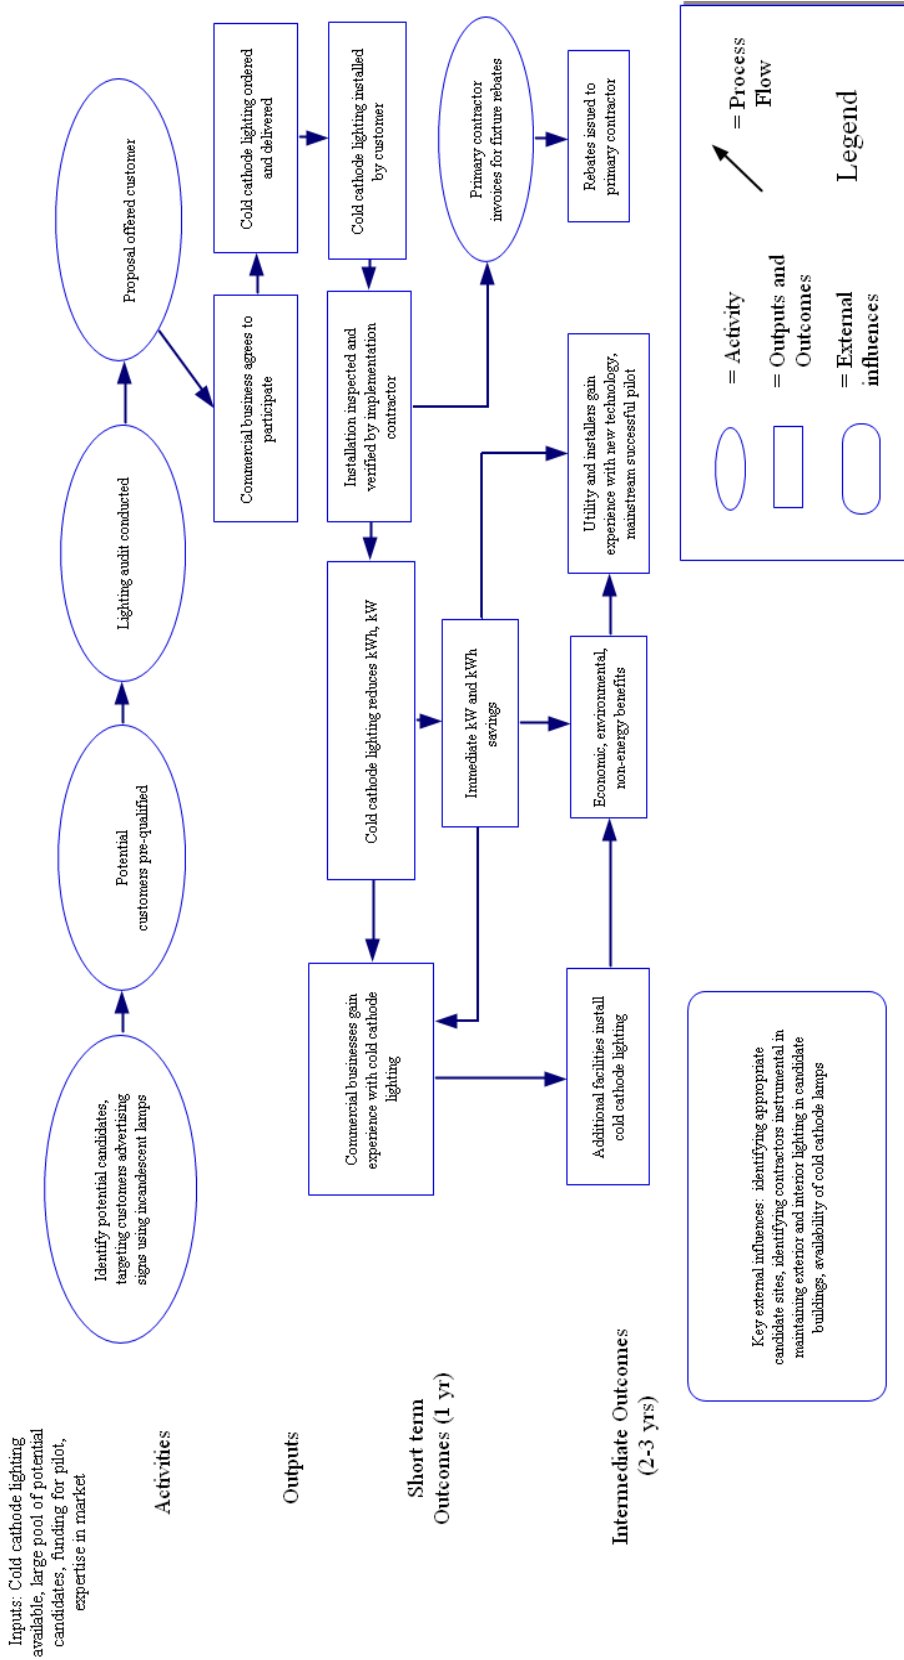 Inputs: Cold cathode lighting
available, large pool of potential
candidates, funding for pilot,
expertise in market
Activities
Identify potential candidates,
targeting customers advertising
signs using incandescent lamps
Potential
customers pre-qualified
Lighting audit conducted
Proposal offered customer
Outputs
Commercial business agrees to
participate
Cold cathode lighting ordered
and delivered
Short term
Outcomes (1 yr)
Commercial businesses gain
experience with cold cathode
lighting
Cold cathode lighting reduces kWh, kW
Installation inspected and
verified by implementation
contractor
Cold cathode lighting installed
by customer
Immediate kW and kWh
savings
Primary contractor
invoices for fixture rebates
Intermediate Outcomes
(2-3 yrs)
Additional facilities install
cold cathode lighting
Economic, environmental,
non-energy benefits
Utility and installers gain
experience with new technology,
mainstream successful pilot
Rebates issued to
primary contractor
Key external influences: identifying appropriate
candidate sites, identifying contractors instrumental in
maintaining exterior and interior lighting in candidate
buildings, availability of cold cathode lamps
= Activity
= Outputs and
Outcomes
= External
influences
= Process
Flow
Legend